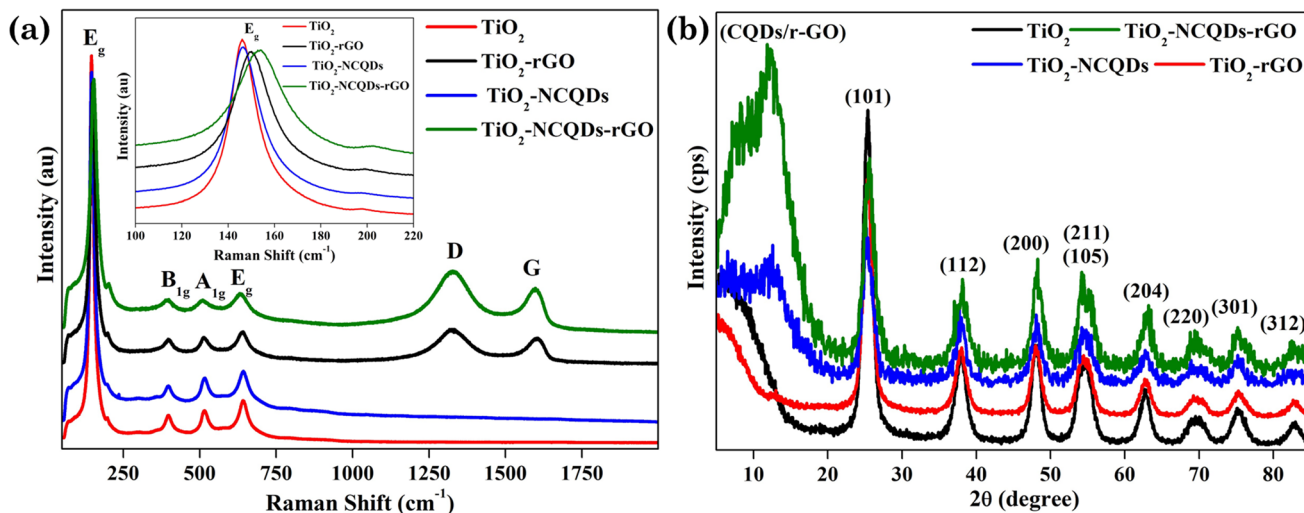 (a)
E
g
TiO2
TiO2-rGO
TiO2-NCQDs
TiO2-NCQDs-rGO
Intensity (au)
E
g
100 120 140 160 180 200 220
Raman Shift (cm-1)
TiO2
TiO2-rGO
TiO2-NCQDs
TiO2-NCQDs-rGO
Intensity (au)
B1g
A1g
Eg
D
G
250 500 750 1000 1250 1500 1750
Raman Shift (cm-1)
(b)
(CQDs/r-GO)
TiO2
TiO2-NCQDs-rGO
TiO2-NCQDs
TiO2-rGO
Intensity (cps)
(101)
(112)
(200)
(211)
(105)
(204)
(220)
(301)
(312)
10 20 30 40 50 60 70 80
2θ (degree)